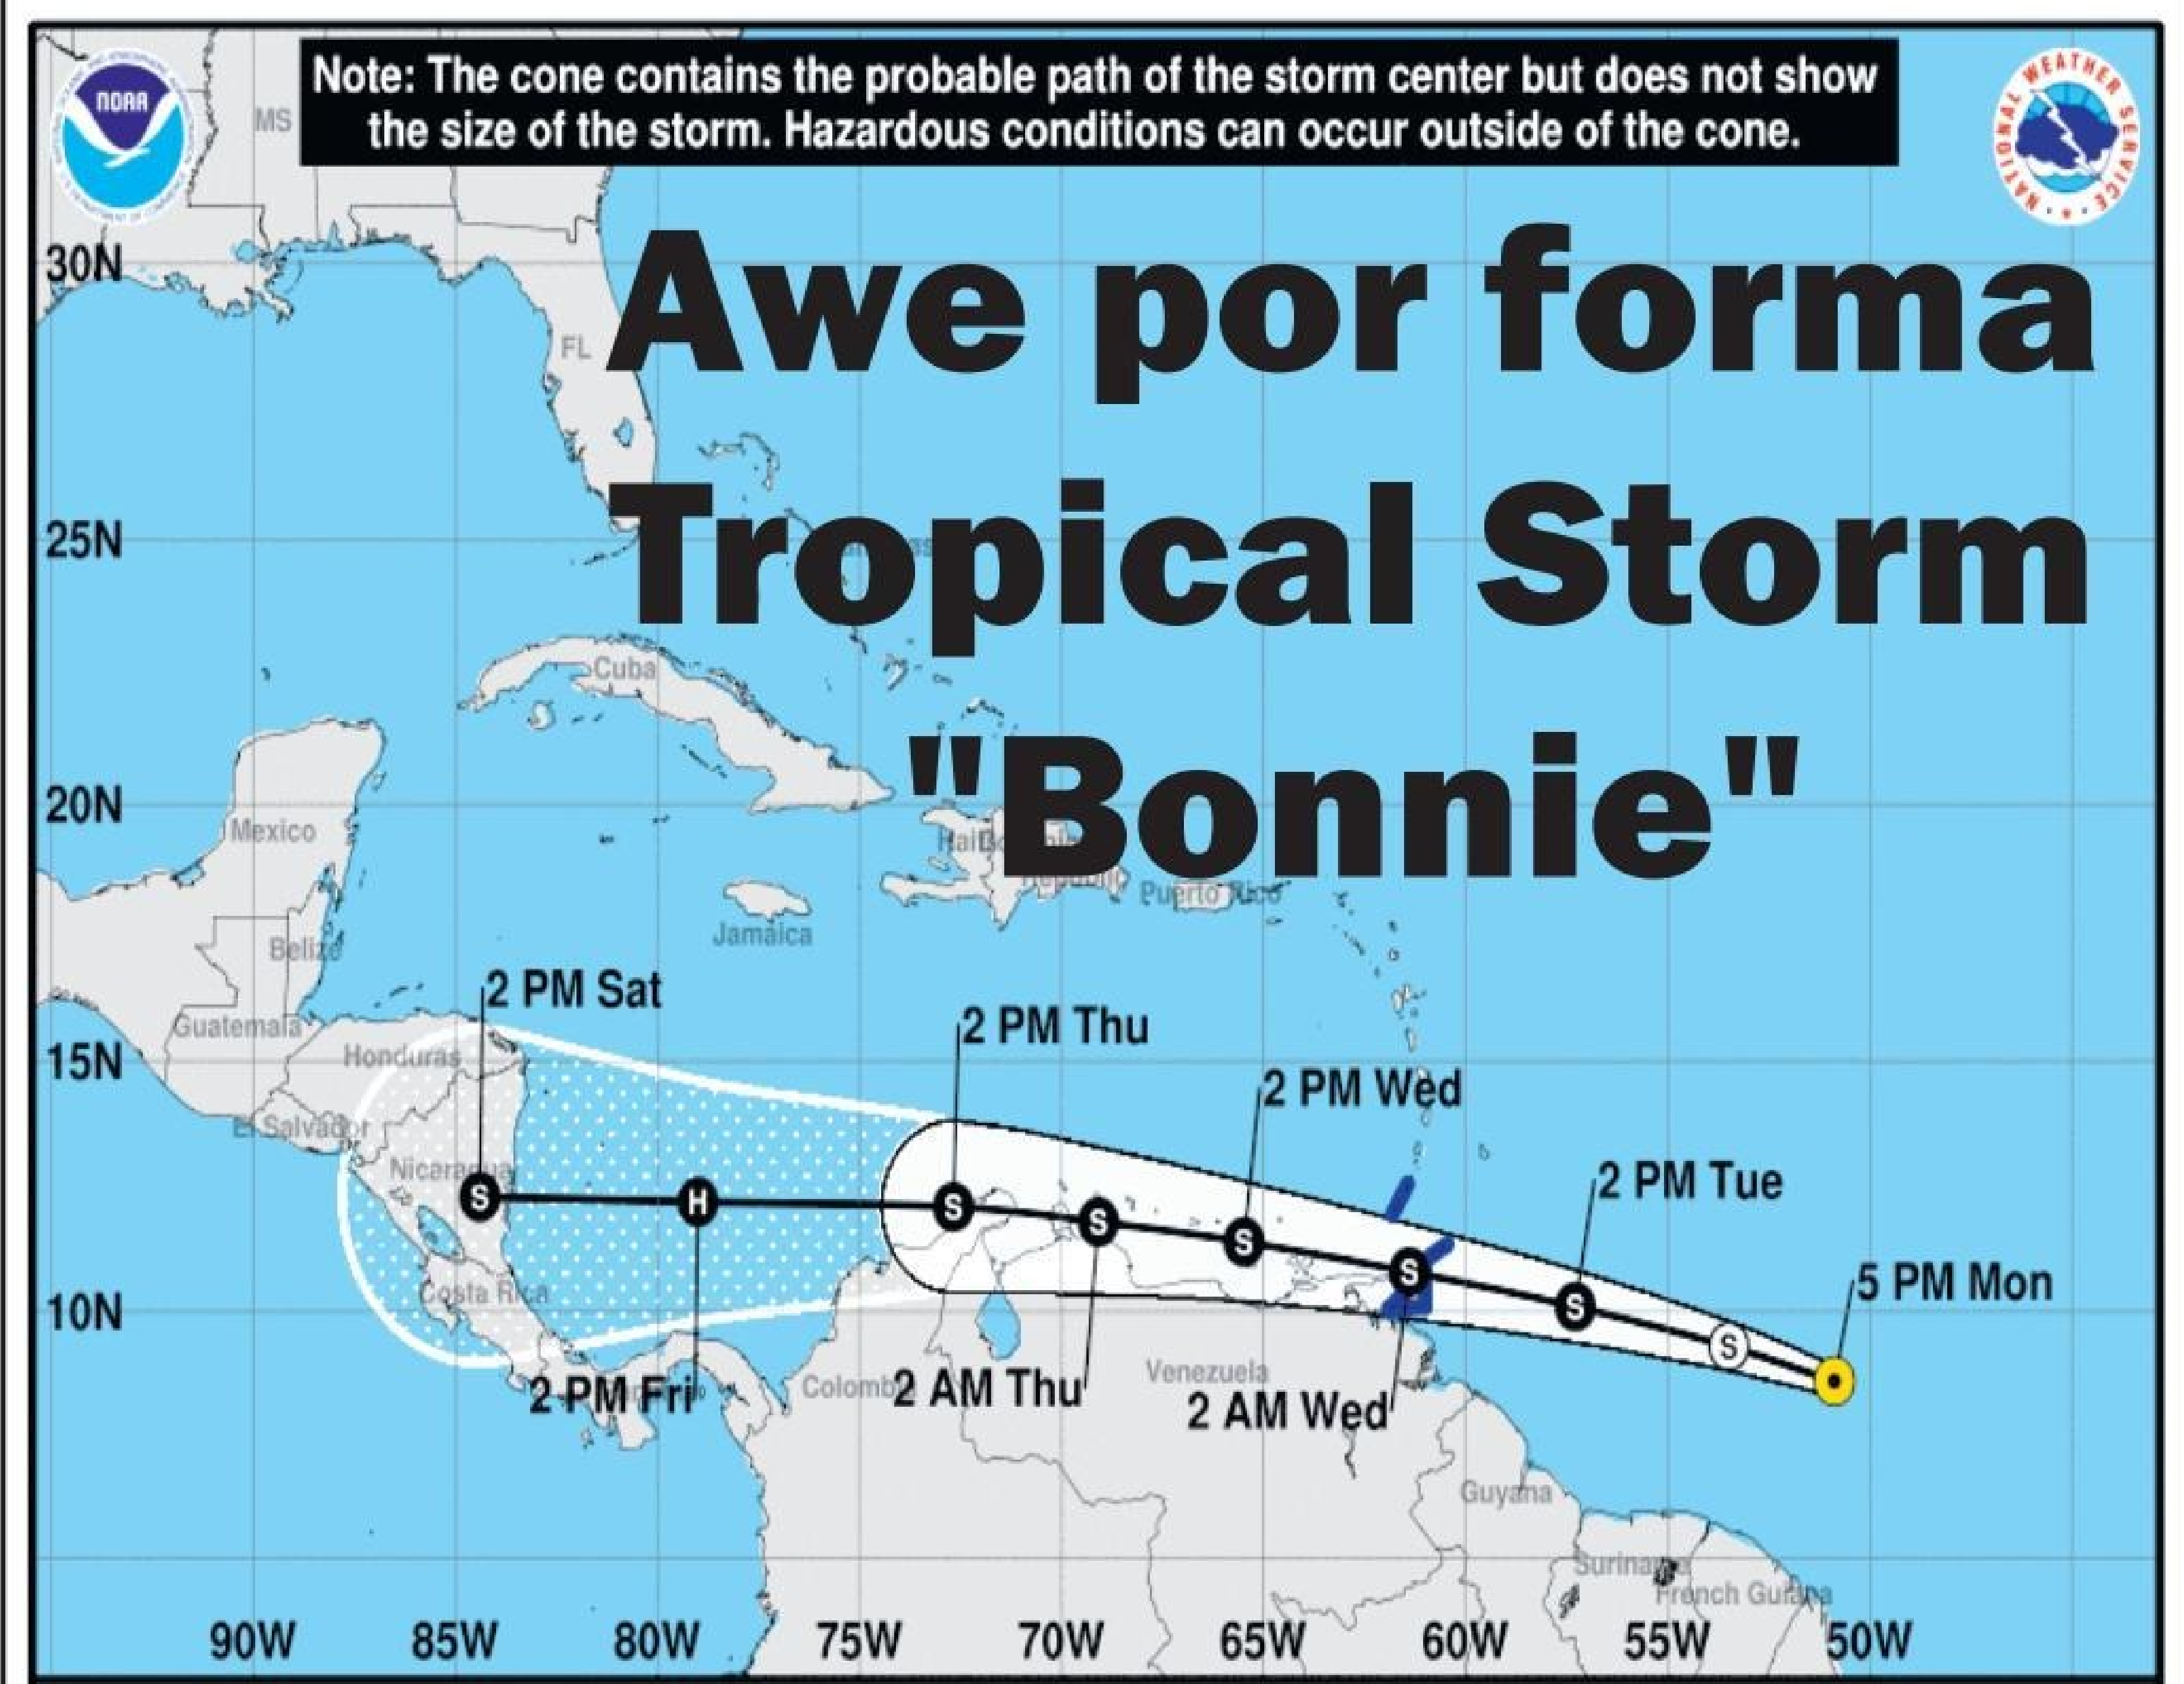 Note: The cone contains the probable path of the storm center but does not show
the size of the storm. Hazardous conditions can occur outside of the cone.
NOAA
NATIONAL WEATHER SERVICE
MS
30N
Awe por forma
FL
25N
Tropical Storm
Cuba
20N
"Bonnie"
Mexico
Puerto Rico
Jamaica
Belize
2 PM Sat
Guatemala
2 PM Thu
15N
Honduras
2 PM Wed
El Salvador
Nicaragua
2 PM Tue
S
H
S
S
S
S
S
S
5 PM Mon
Costa Rica
10N
2 PM Fri
2 AM Thu
Venezuela
2 AM Wed
Guyana
French Guiana
90W 85W 80W 75W 70W 65W 60W 55W 50W